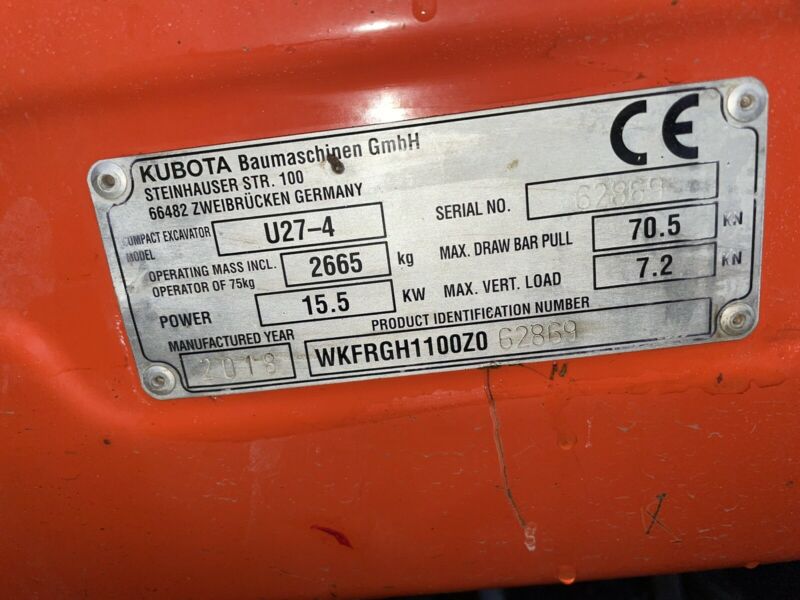 KUBOTA Baumaschinen GmbH
STEINHAUSER STR. 100
66482 ZWEIBRÜCKEN GERMANY
CE
COMPACT EXCAVATOR MODEL U27-4
SERIAL NO. 62869
OPERATING MASS INCL. OPERATOR OF 75kg 2665 kg
MAX. DRAW BAR PULL 70.5 KN
POWER 15.5 KW
MAX. VERT. LOAD 7.2 KN
MANUFACTURED YEAR
2018
PRODUCT IDENTIFICATION NUMBER
WKFRGH1100Z0 62869